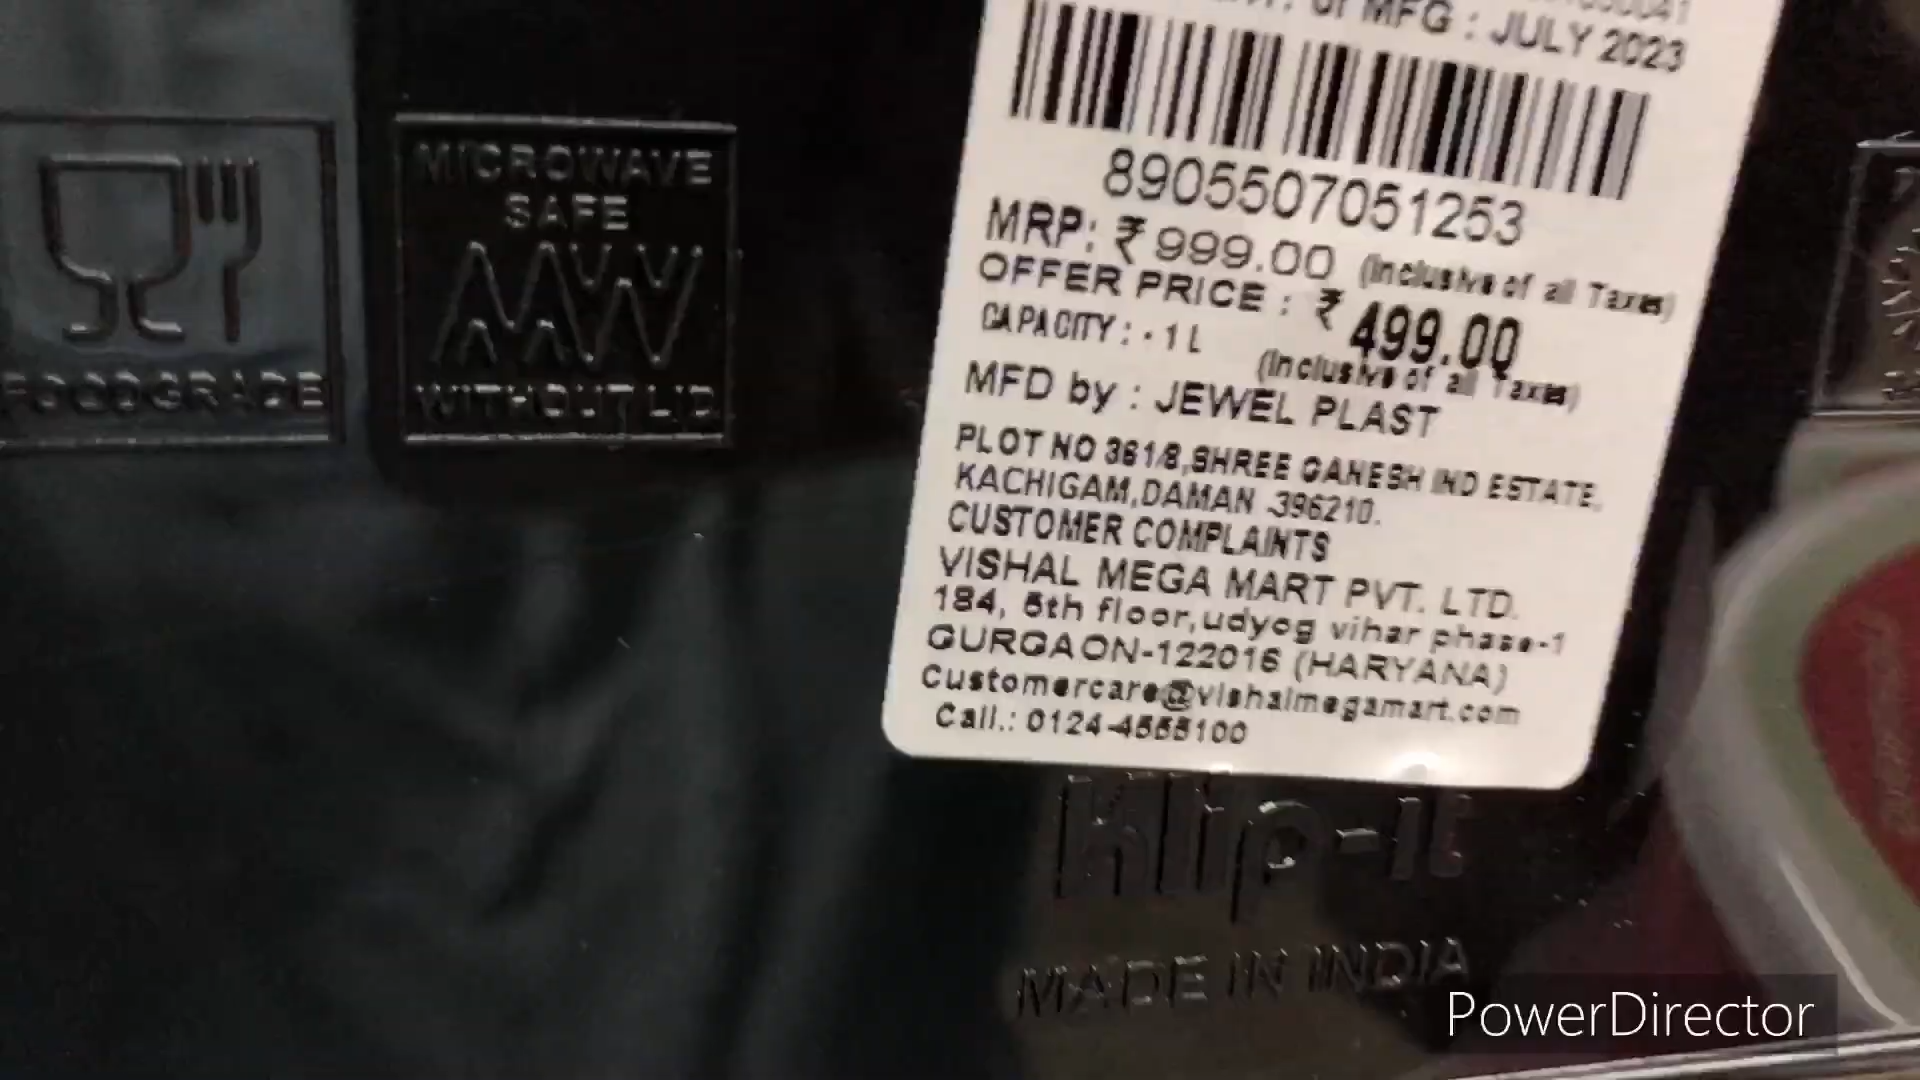 of MFG : JULY 2023
8905507051253
MRP: ₹ 999.00 (Inclusive of all Taxes)
OFFER PRICE : ₹ 499.00
CAPACITY : - 1 L
(Inclusive of all Taxes)
MFD by : JEWEL PLAST
PLOT NO 361/8,SHREE GANESH IND ESTATE,
KACHIGAM,DAMAN -396210.
CUSTOMER COMPLAINTS
VISHAL MEGA MART PVT. LTD.
184, 5th floor,udyog vihar phase-1
GURGAON-122016 (HARYANA)
Customercare@vishalmegamart.com
Call.: 0124-4555100
FOODGRADE
MICROWAVE
SAFE
MW
WITHOUT LID
Klip-it
MADE IN INDIA
PowerDirector